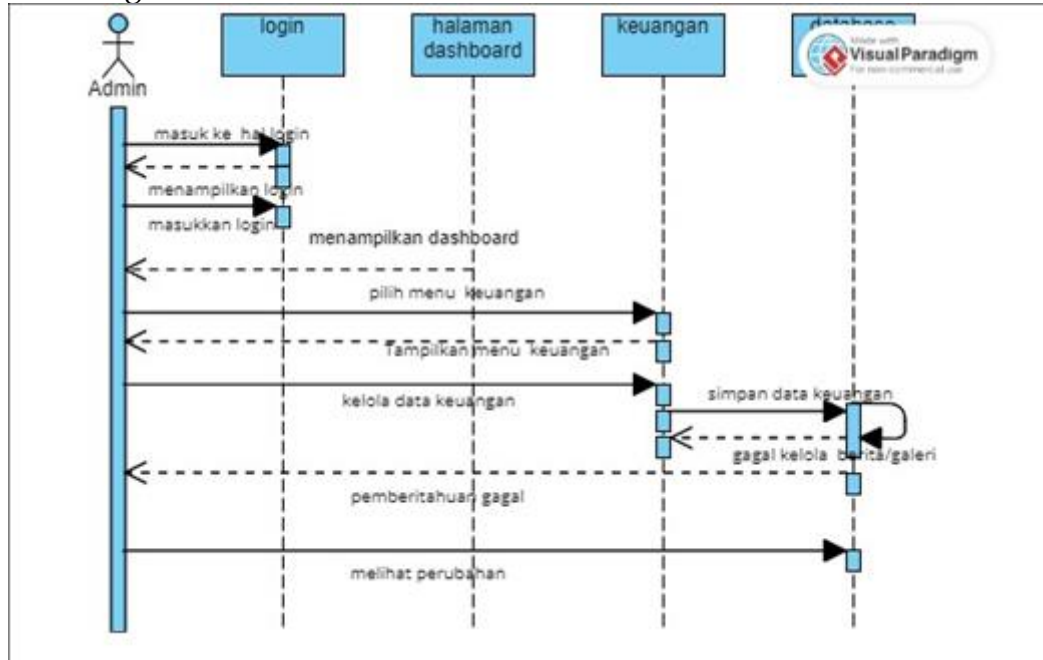 login
halaman
dashboard
keuangan
database
Made with
Visual Paradigm
For non-commercial use
Admin
masuk ke hal login
menampilkan login
masukkan login
menampilkan dashboard
pilih menu keuangan
Tampilkan menu keuangan
kelola data keuangan
simpan data keuangan
gagal kelola berita/galeri
pemberitahuan gagal
melihat perubahan